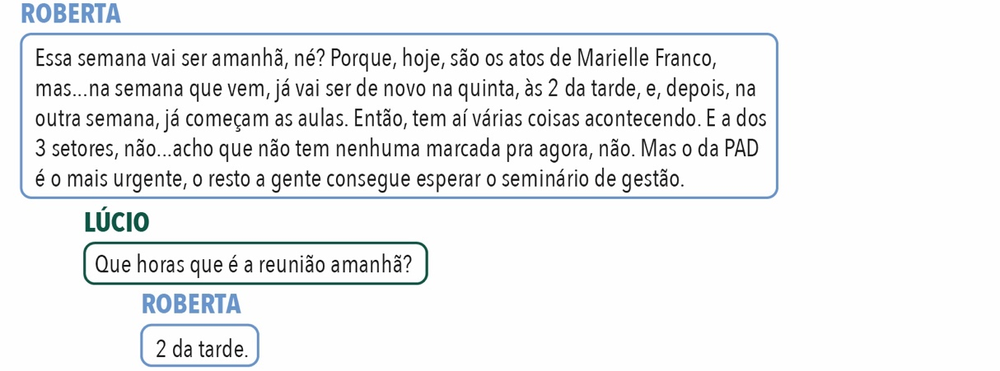 ROBERTA
Essa semana vai ser amanhã, né? Porque, hoje, são os atos de Marielle Franco,
mas...na semana que vem, já vai ser de novo na quinta, às 2 da tarde, e, depois, na
outra semana, já começam as aulas. Então, tem aí várias coisas acontecendo. E a dos
3 setores, não...acho que não tem nenhuma marcada pra agora, não. Mas o da PAD
é o mais urgente, o resto a gente consegue esperar o seminário de gestão.
LÚCIO
Que horas que é a reunião amanhã?
ROBERTA
2 da tarde.